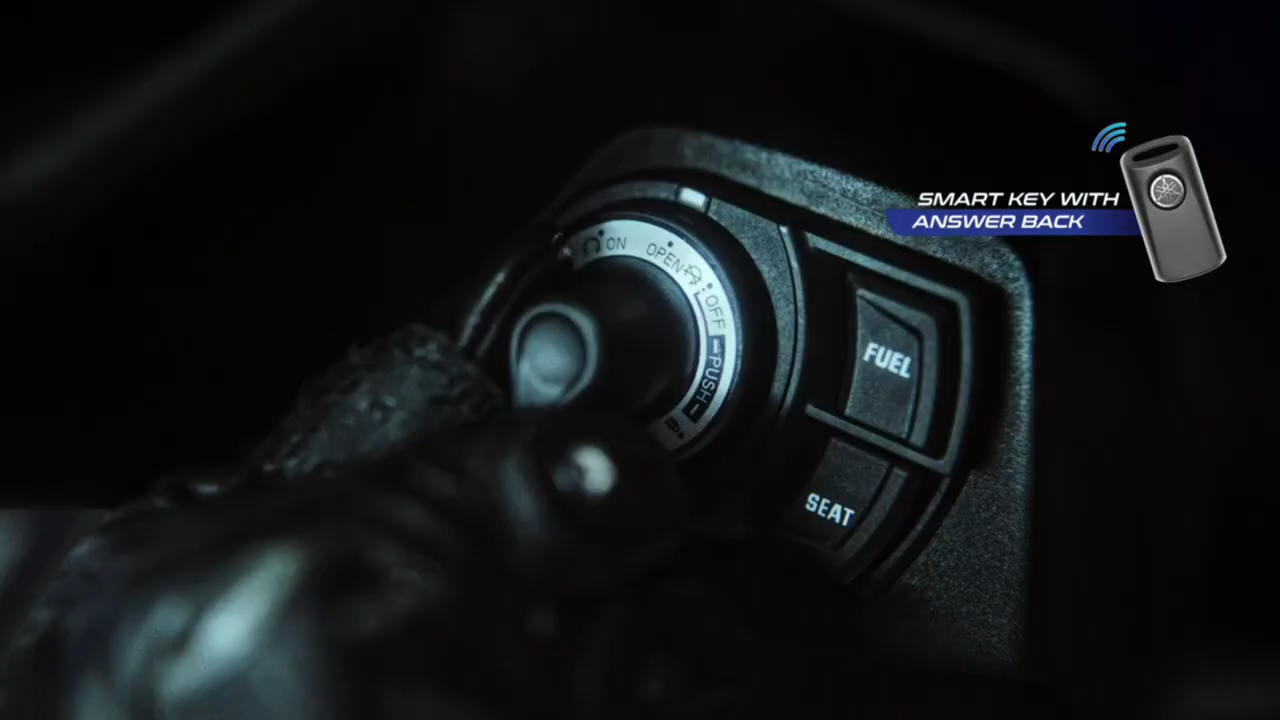 SMART KEY WITH
ANSWER BACK
ON
OPEN
OFF
PUSH
FUEL
SEAT